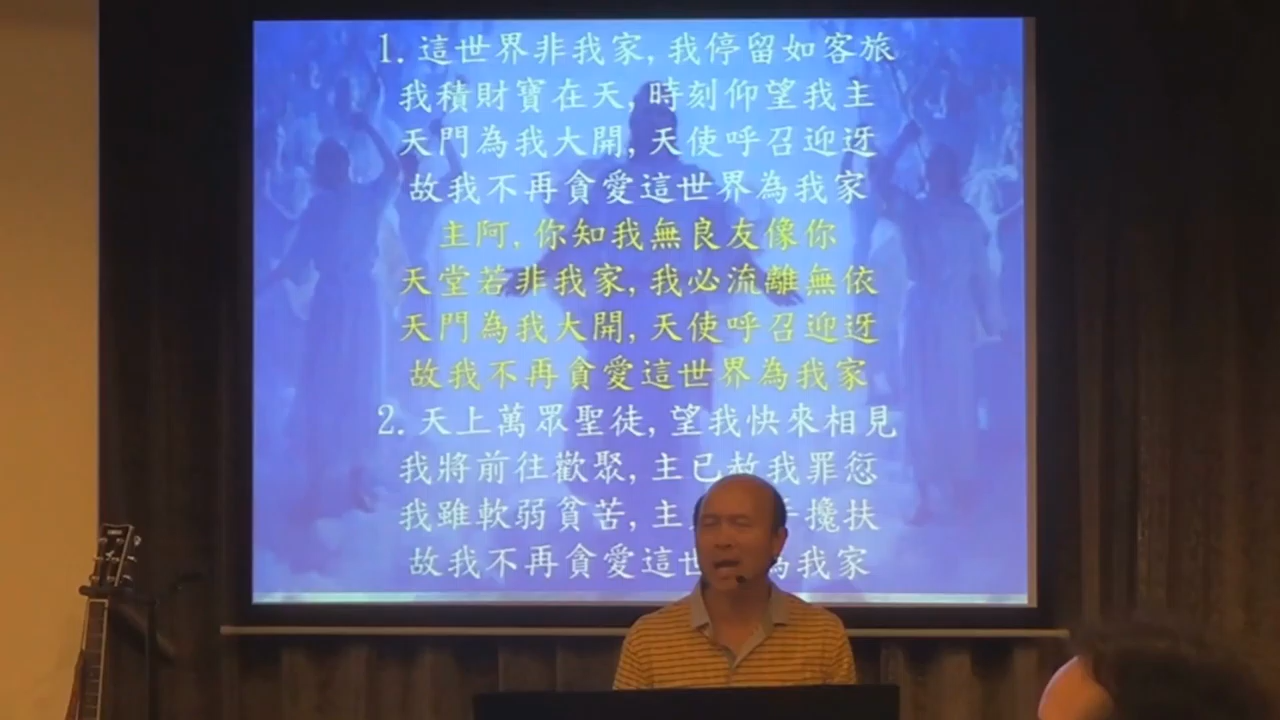 1. 這世界非我家, 我停留如客旅
我積財寶在天, 時刻仰望我主
天門為我大開, 天使呼召迎迓
故我不再貪愛這世界為我家
主阿, 你知我無良友像你
天堂若非我家, 我必流離無依
天門為我大開, 天使呼召迎迓
故我不再貪愛這世界為我家
2. 天上萬眾聖徒, 望我快來相見
我將前往歡聚, 主已赦我罪愆
我雖軟弱貧苦, 主 攙扶
故我不再貪愛這世 為我家